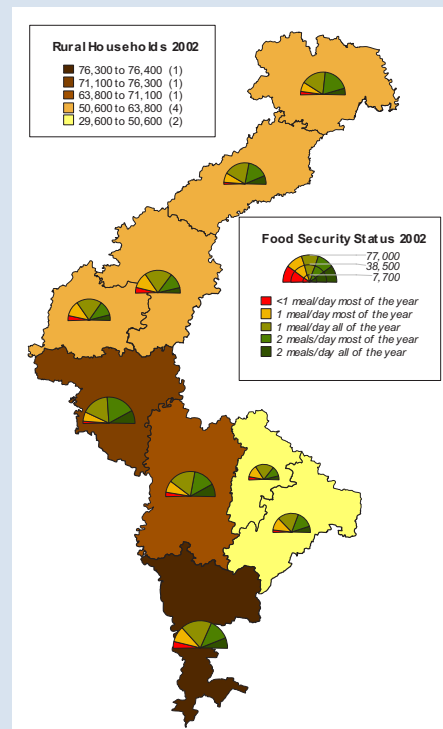 Rural Households 2002
76,300 to 76,400 (1)
71,100 to 76,300 (1)
63,800 to 71,100 (1)
50,600 to 63,800 (4)
29,600 to 50,600 (2)
Food Security Status 2002
77,000
38,500
7,700
<1 meal/day most of the year
1 meal/day most of the year
1 meal/day all of the year
2 meals/day most of the year
2 meals/day all of the year